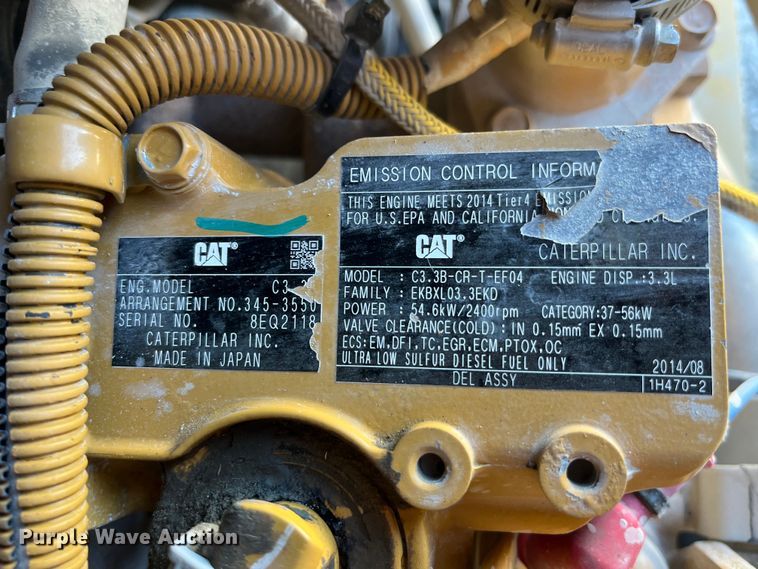 CAT®
ENG.MODEL C3.
ARRANGEMENT NO.345-3550
SERIAL NO. 8EQ2118
CATERPILLAR INC.
MADE IN JAPAN
EMISSION CONTROL INFORM
THIS ENGINE MEETS 2014 Tier4 EMISSION
FOR U.S.EPA AND CALIFORNIA
CAT® CATERPILLAR INC.
MODEL : C3.3B-CR-T-EF04 ENGINE DISP.:3.3L
FAMILY : EKBXL03.3EKD
POWER : 54.6kW/2400rpm CATEGORY:37-56kW
VALVE CLEARANCE(COLD) : IN 0.15mm EX 0.15mm
ECS:EM,DFI,TC,EGR,ECM,PTOX,OC
ULTRA LOW SULFUR DIESEL FUEL ONLY 2014/08
DEL ASSY 1H470-2
Purple Wave Auction